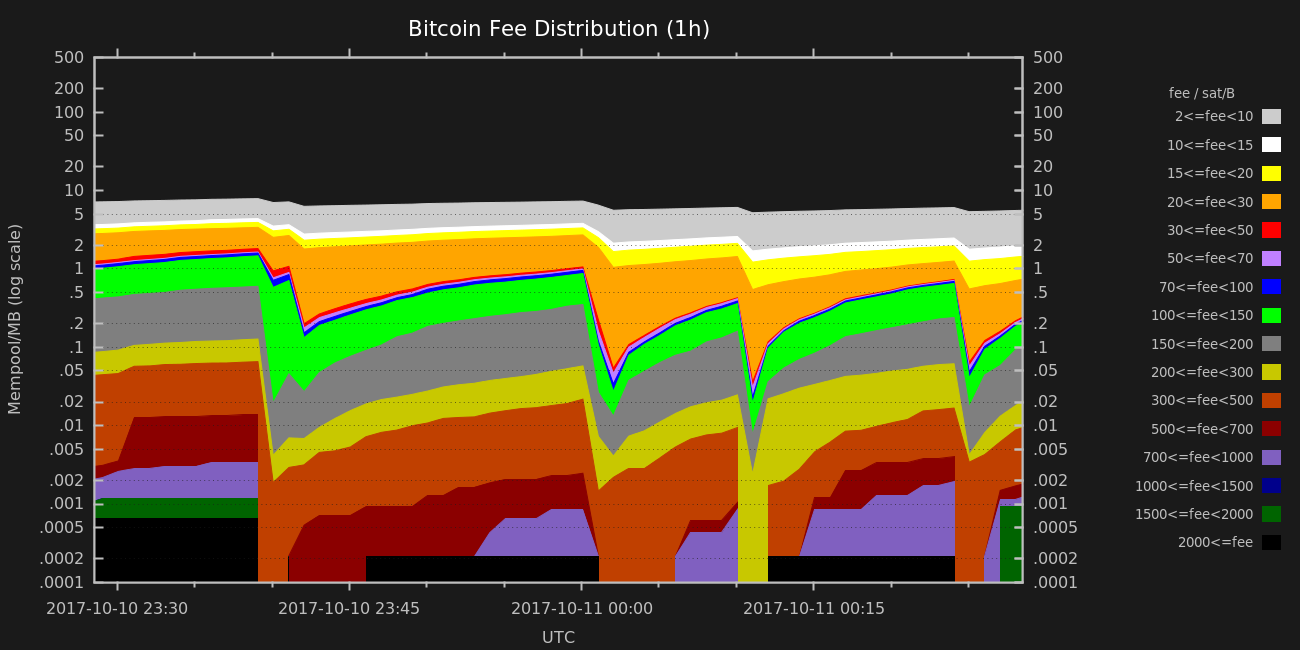 Bitcoin Fee Distribution (1h)
500 500
200 200
100 100
50 50
20 20
10 10
5 5
2 2
1 1
.5 .5
.2 .2
.1 .1
.05 .05
.02 .02
.01 .01
.005 .005
.002 .002
.001 .001
.0005 .0005
.0002 .0002
.0001 .0001
Mempool/MB (log scale)
2017-10-10 23:30 2017-10-10 23:45 2017-10-11 00:00 2017-10-11 00:15
UTC
fee / sat/B
2<=fee<10
10<=fee<15
15<=fee<20
20<=fee<30
30<=fee<50
50<=fee<70
70<=fee<100
100<=fee<150
150<=fee<200
200<=fee<300
300<=fee<500
500<=fee<700
700<=fee<1000
1000<=fee<1500
1500<=fee<2000
2000<=fee